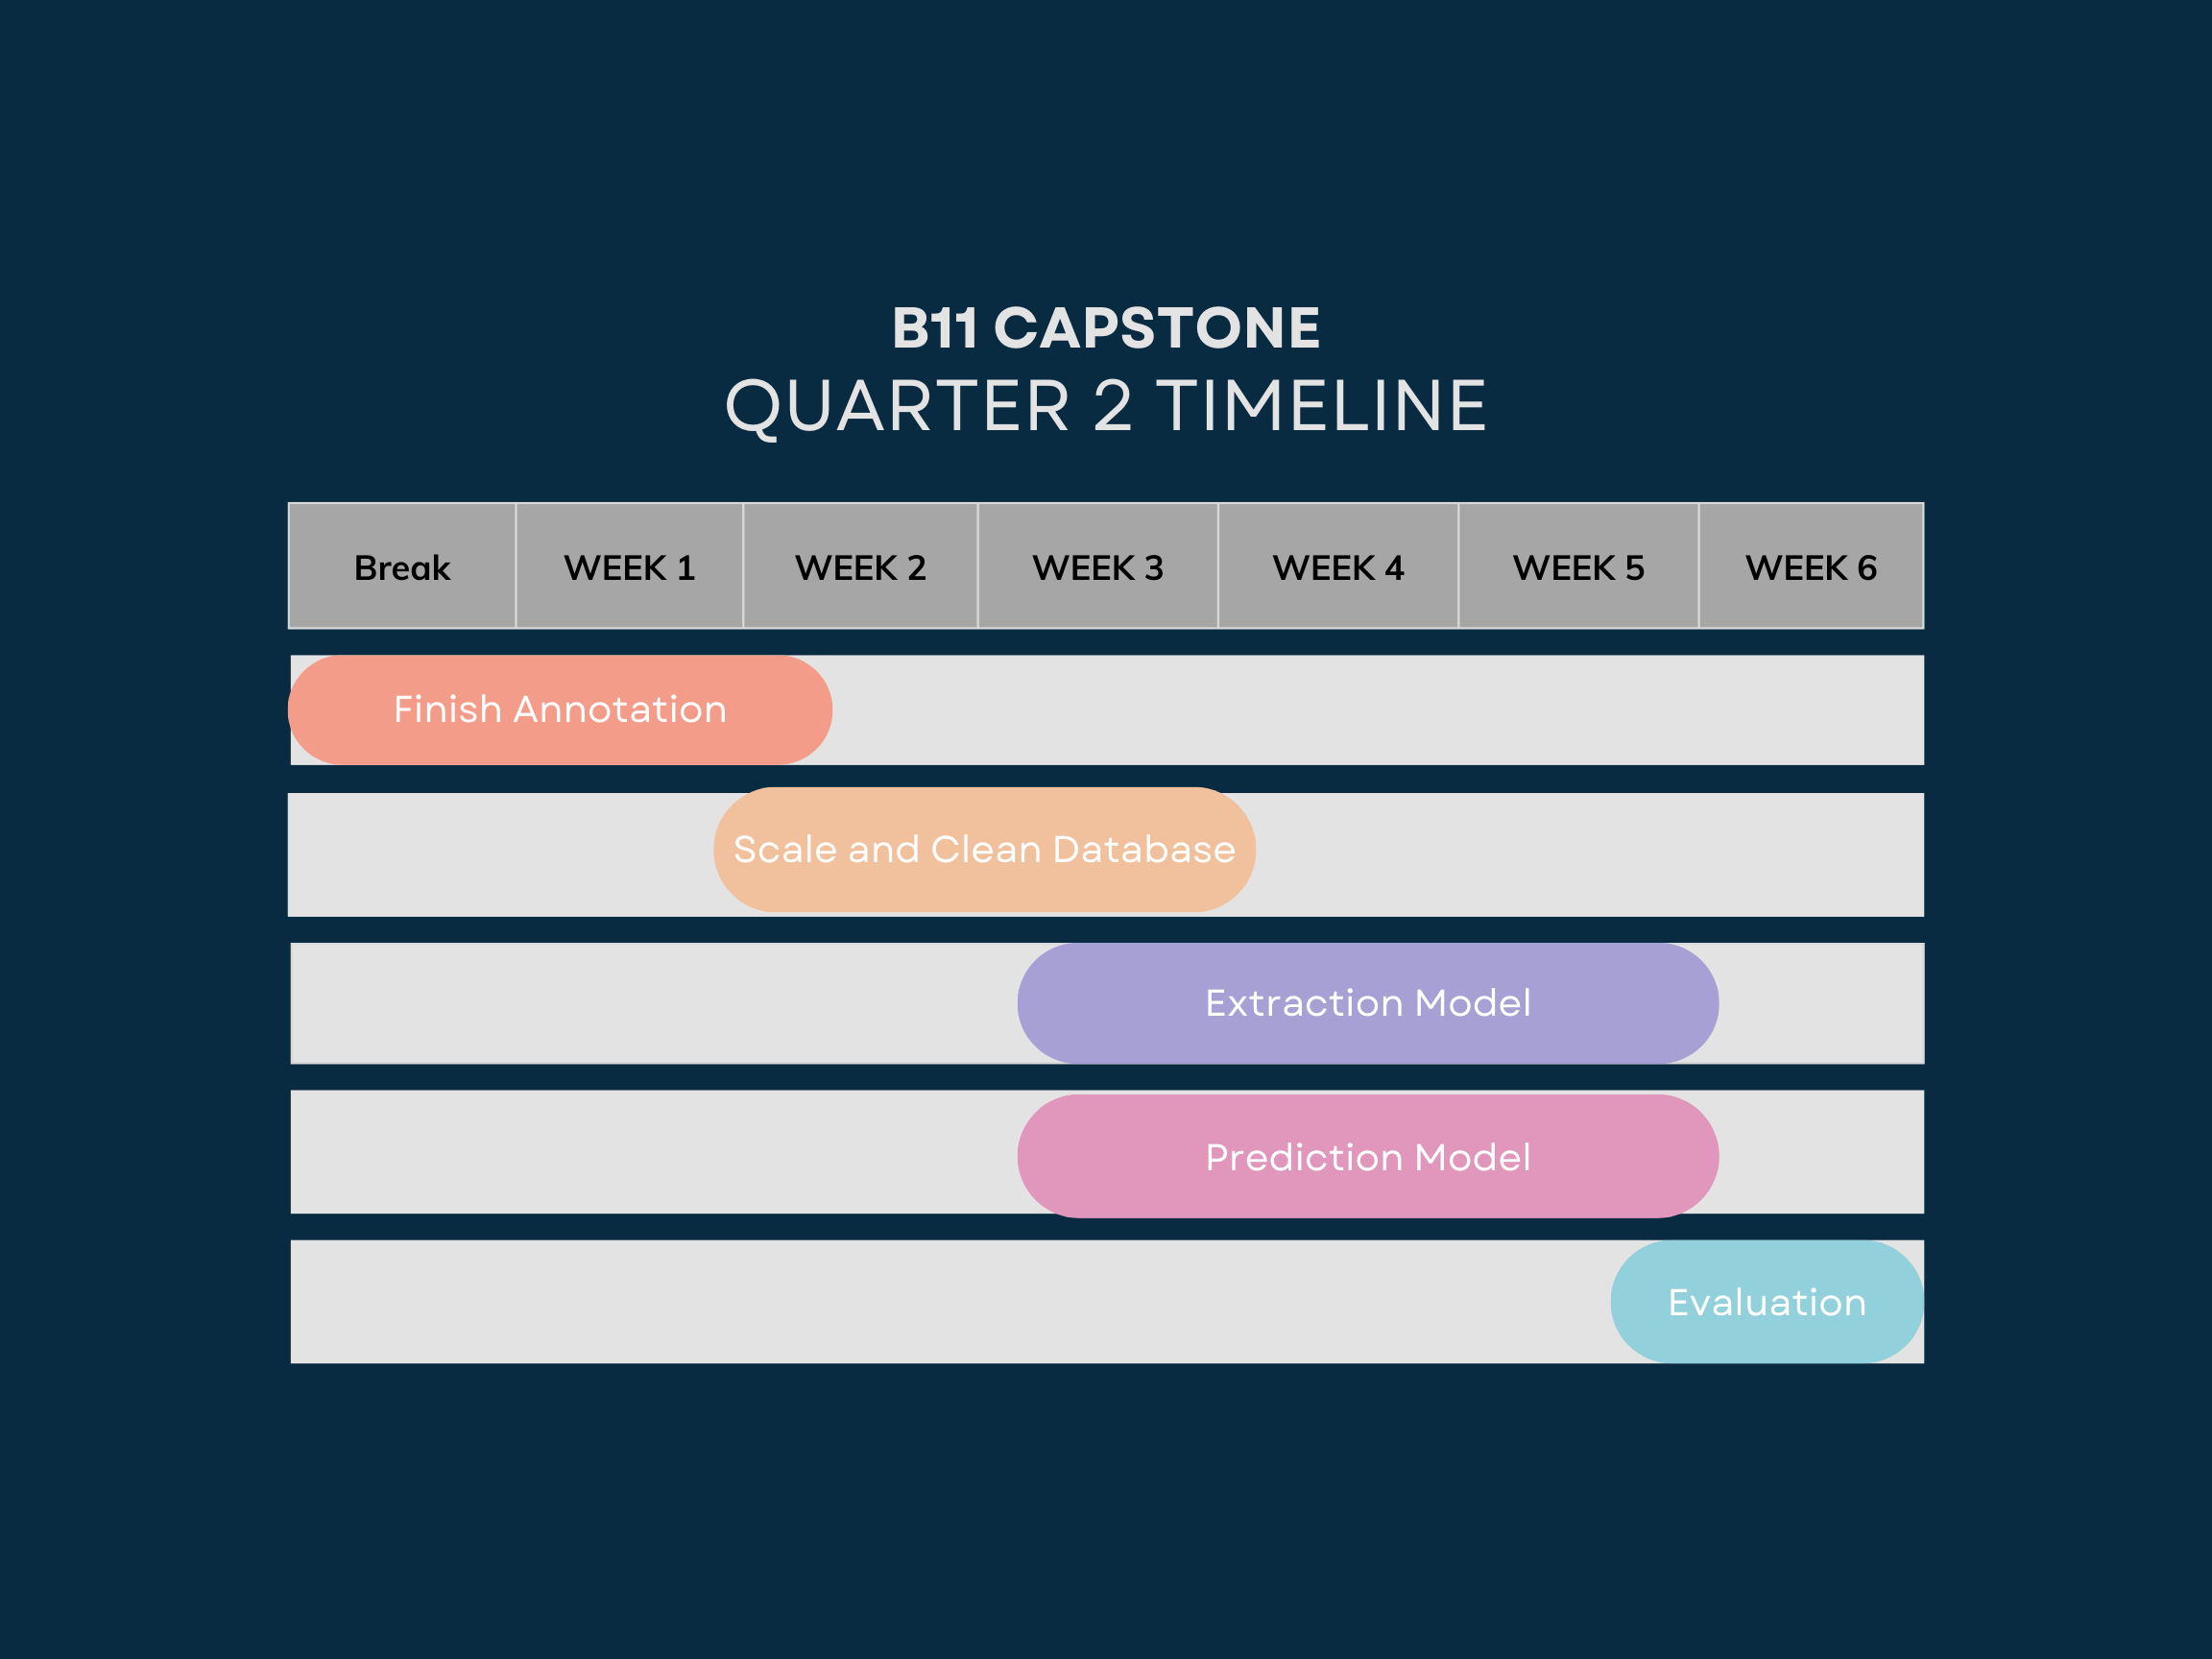 B11 CAPSTONE
QUARTER 2 TIMELINE
Break WEEK 1 WEEK 2 WEEK 3 WEEK 4 WEEK 5 WEEK 6
Finish Annotation
Scale and Clean Database
Extraction Model
Prediction Model
Evaluation